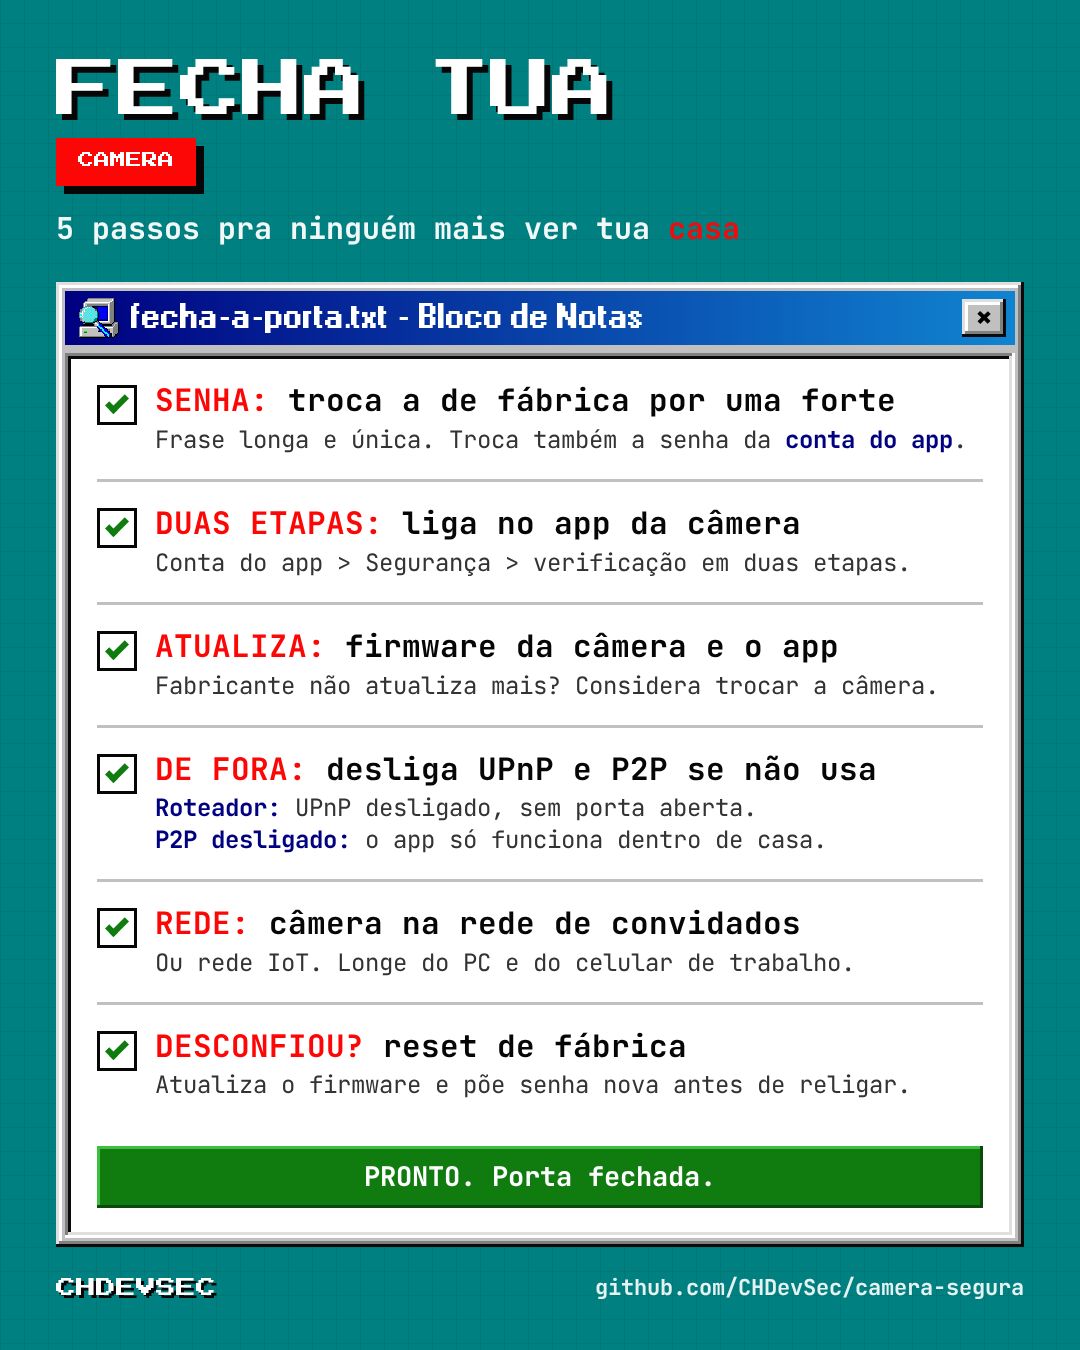 FECHA TUA
CAMERA
5 passos pra ninguém mais ver tua casa
fecha-a-porta.txt - Bloco de Notas
SENHA: troca a de fábrica por uma forte
Frase longa e única. Troca também a senha da conta do app.
DUAS ETAPAS: liga no app da câmera
Conta do app > Segurança > verificação em duas etapas.
ATUALIZA: firmware da câmera e o app
Fabricante não atualiza mais? Considera trocar a câmera.
DE FORA: desliga UPnP e P2P se não usa
Roteador: UPnP desligado, sem porta aberta.
P2P desligado: o app só funciona dentro de casa.
REDE: câmera na rede de convidados
Ou rede IoT. Longe do PC e do celular de trabalho.
DESCONFIOU? reset de fábrica
Atualiza o firmware e põe senha nova antes de religar.
PRONTO. Porta fechada.
CHDEVSEC
github.com/CHDevSec/camera-segura